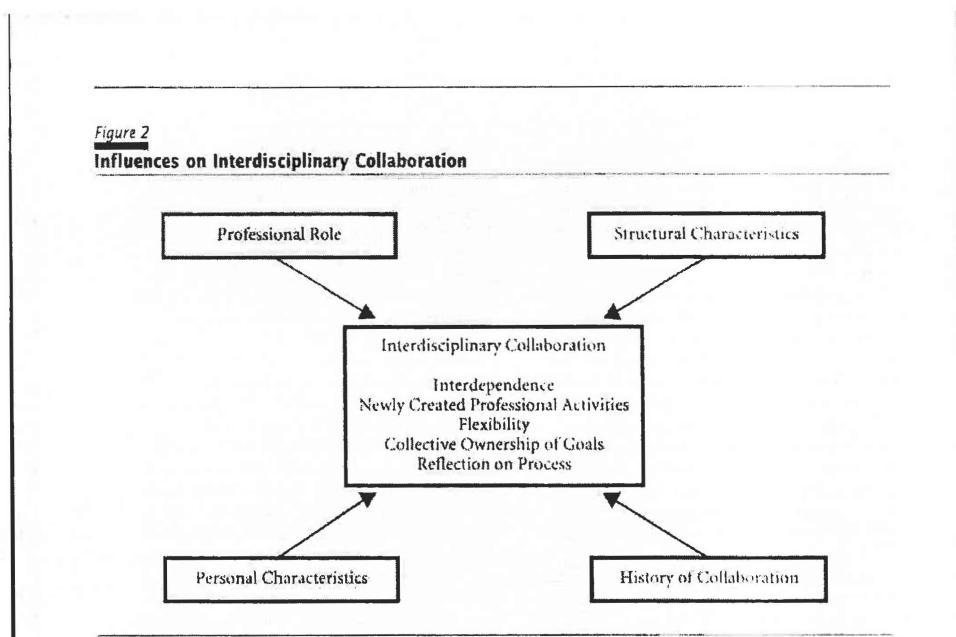 Figure 2
Influences on Interdisciplinary Collaboration
Professional Role
Structural Characteristics
Interdisciplinary Collaboration
Interdependence
Newly Created Professional Activities
Flexibility
Collective Ownership of Goals
Reflection on Process
Personal Characteristics
History of Collaboration